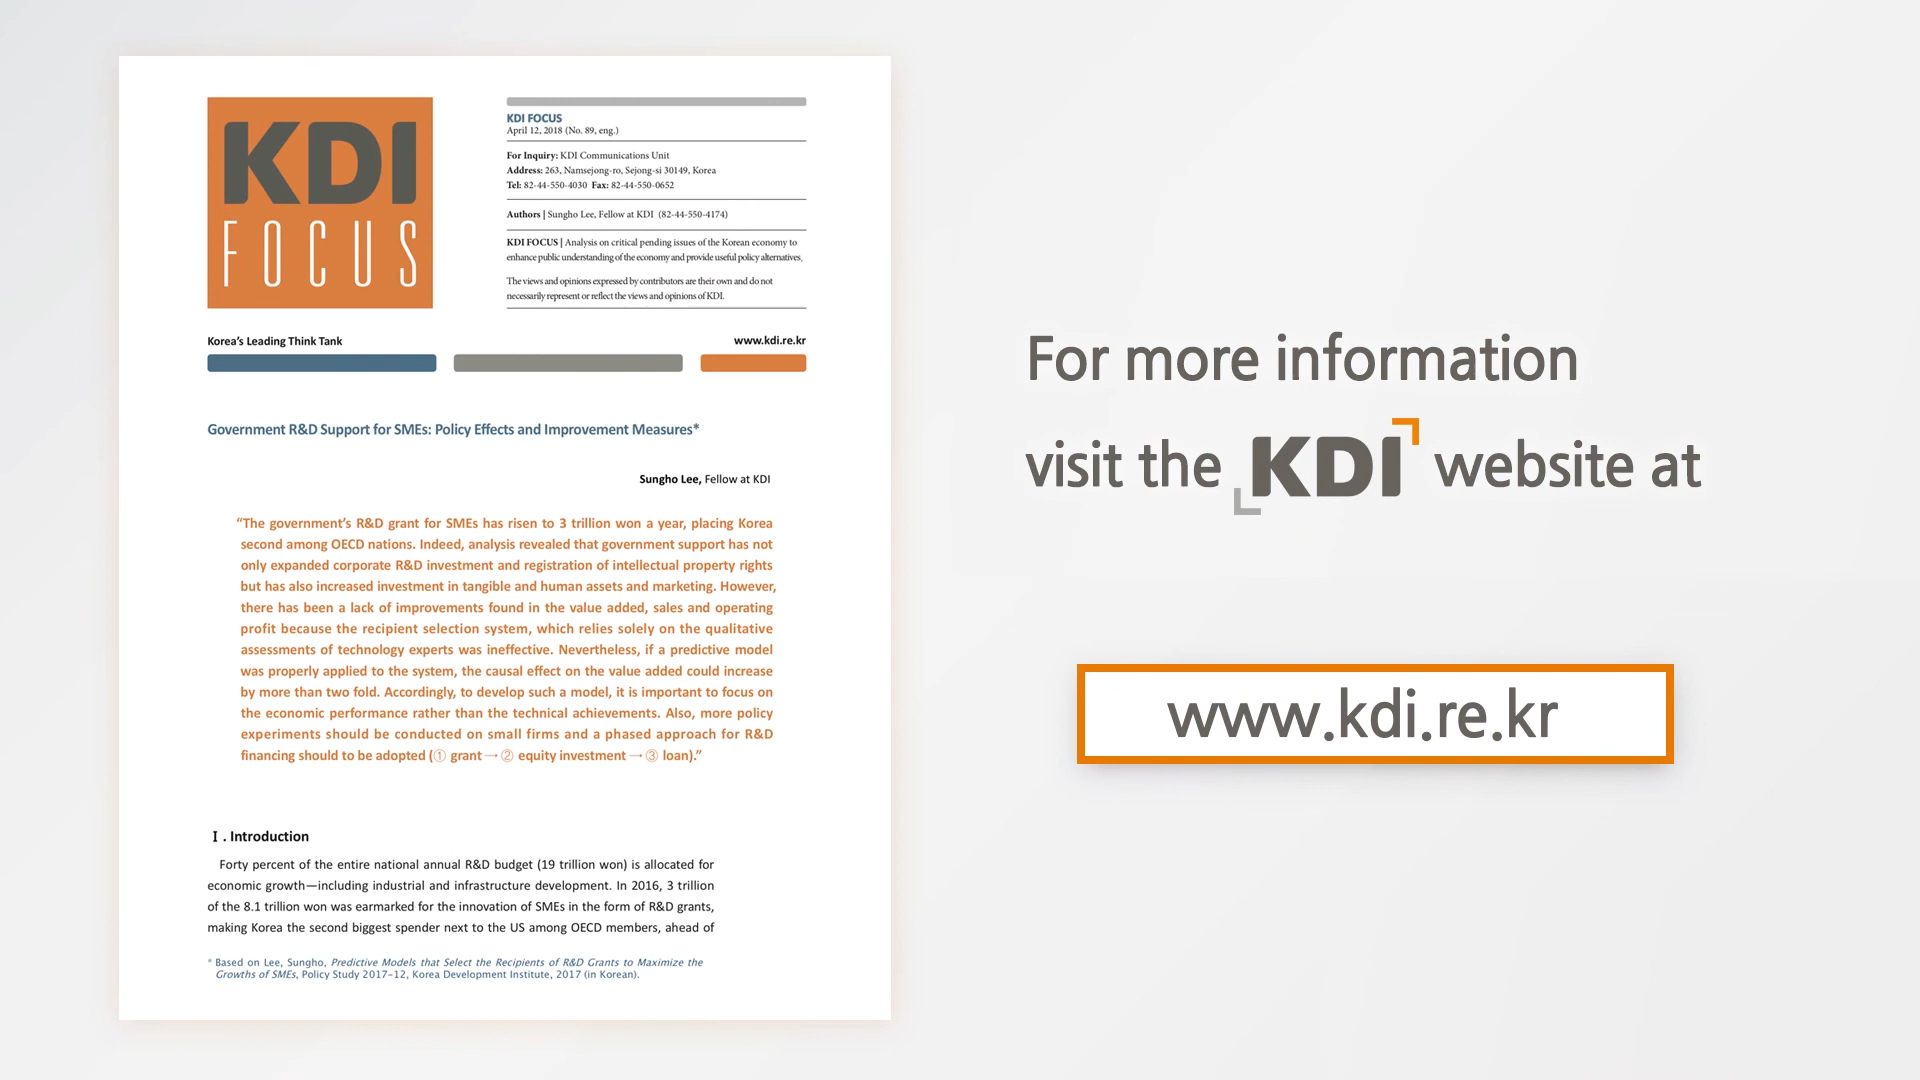 KDI
FOCUS
KDI FOCUS
April 12, 2018 (No. 89, eng.)
For Inquiry: KDI Communications Unit
Address: 263, Namsejong-ro, Sejong-si 30149, Korea
Tel: 82-44-550-4030 Fax: 82-44-550-0652
Authors | Sungho Lee, Fellow at KDI (82-44-550-4174)
KDI FOCUS | Analysis on critical pending issues of the Korean economy to
enhance public understanding of the economy and provide useful policy alternatives.
The views and opinions expressed by contributors are their own and do not
necessarily represent or reflect the views and opinions of KDI.
Korea's Leading Think Tank
www.kdi.re.kr
Government R&D Support for SMEs: Policy Effects and Improvement Measures*
Sungho Lee, Fellow at KDI
“The government's R&D grant for SMEs has risen to 3 trillion won a year, placing Korea
second among OECD nations. Indeed, analysis revealed that government support has not
only expanded corporate R&D investment and registration of intellectual property rights
but has also increased investment in tangible and human assets and marketing. However,
there has been a lack of improvements found in the value added, sales and operating
profit because the recipient selection system, which relies solely on the qualitative
assessments of technology experts was ineffective. Nevertheless, if a predictive model
was properly applied to the system, the causal effect on the value added could increase
by more than two fold. Accordingly, to develop such a model, it is important to focus on
the economic performance rather than the technical achievements. Also, more policy
experiments should be conducted on small firms and a phased approach for R&D
financing should to be adopted (① grant → ② equity investment → ③ loan).”
Ⅰ. Introduction
Forty percent of the entire national annual R&D budget (19 trillion won) is allocated for
economic growth—including industrial and infrastructure development. In 2016, 3 trillion
of the 8.1 trillion won was earmarked for the innovation of SMEs in the form of R&D grants,
making Korea the second biggest spender next to the US among OECD members, ahead of
* Based on Lee, Sungho, Predictive Models that Select the Recipients of R&D Grants to Maximize the
Growths of SMEs, Policy Study 2017-12, Korea Development Institute, 2017 (in Korean).
For more information
visit the KDI website at
www.kdi.re.kr